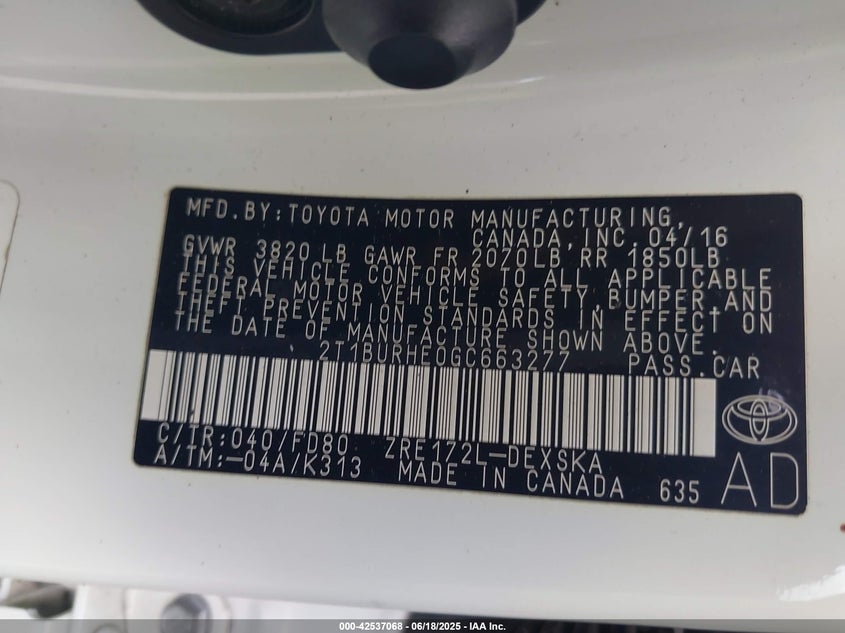 MFD.BY:TOYOTA MOTOR MANUFACTURING,
CANADA,INC.04/16
GVWR 3820 LB GAWR FR 2070LB RR 1850LB
THIS VEHICLE CONFORMS TO ALL APPLICABLE
FEDERAL MOTOR VEHICLE SAFETY,BUMPER,AND
THEFT PREVENTION STANDARDS IN EFFECT ON
THE DATE OF MANUFACTURE SHOWN ABOVE.
2T1BURHE0GC663277 PASS.CAR
C/TR:040/FD80 ZRE172L-DEXSKA
A/TM:-04A/K313 MADE IN CANADA 635 AD
000-42537068 - 06/18/2025 - IAA Inc.